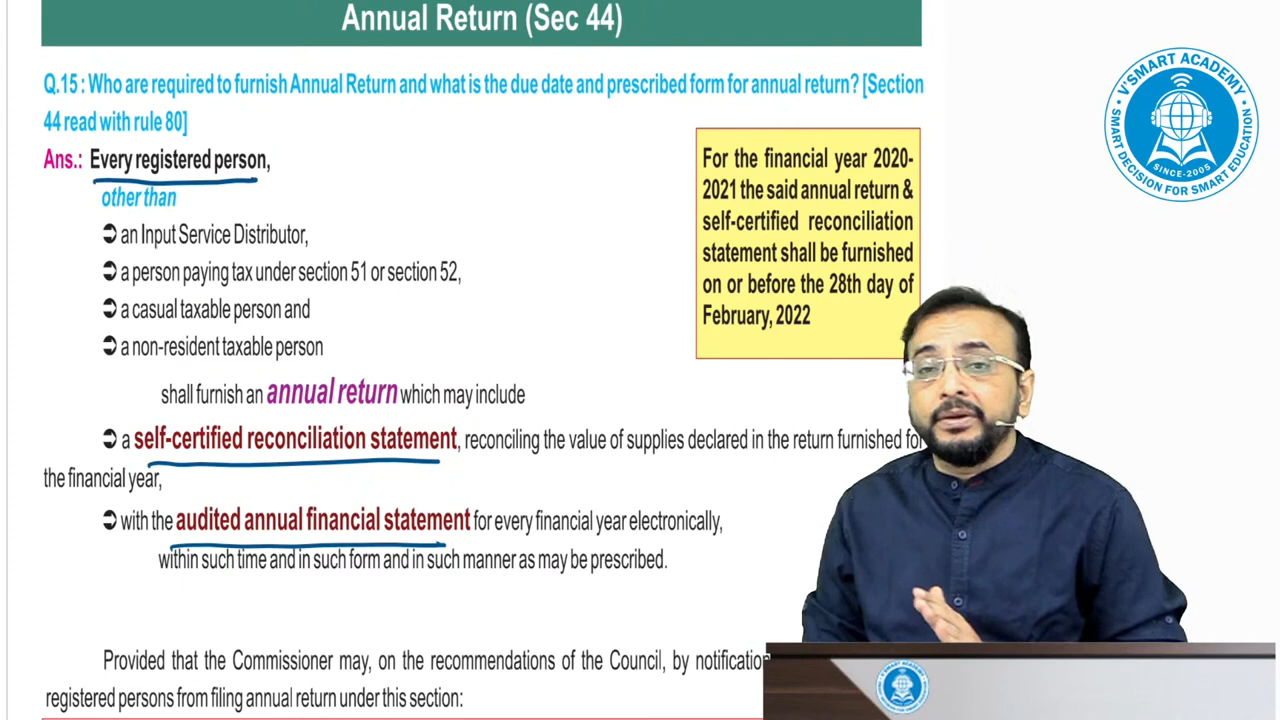 Annual Return (Sec 44)
Q.15 : Who are required to furnish Annual Return and what is the due date and prescribed form for annual return? [Section
44 read with rule 80]
Ans.: Every registered person,
other than
➲ an Input Service Distributor,
➲ a person paying tax under section 51 or section 52,
➲ a casual taxable person and
➲ a non-resident taxable person
shall furnish an annual return which may include
➲ a self-certified reconciliation statement, reconciling the value of supplies declared in the return furnished for
the financial year,
➲ with the audited annual financial statement for every financial year electronically,
within such time and in such form and in such manner as may be prescribed.
Provided that the Commissioner may, on the recommendations of the Council, by notification
registered persons from filing annual return under this section:
For the financial year 2020-
2021 the said annual return &
self-certified reconciliation
statement shall be furnished
on or before the 28th day of
February, 2022
V'SMART ACADEMY
SINCE-2005
SMART DECISION FOR SMART EDUCATION